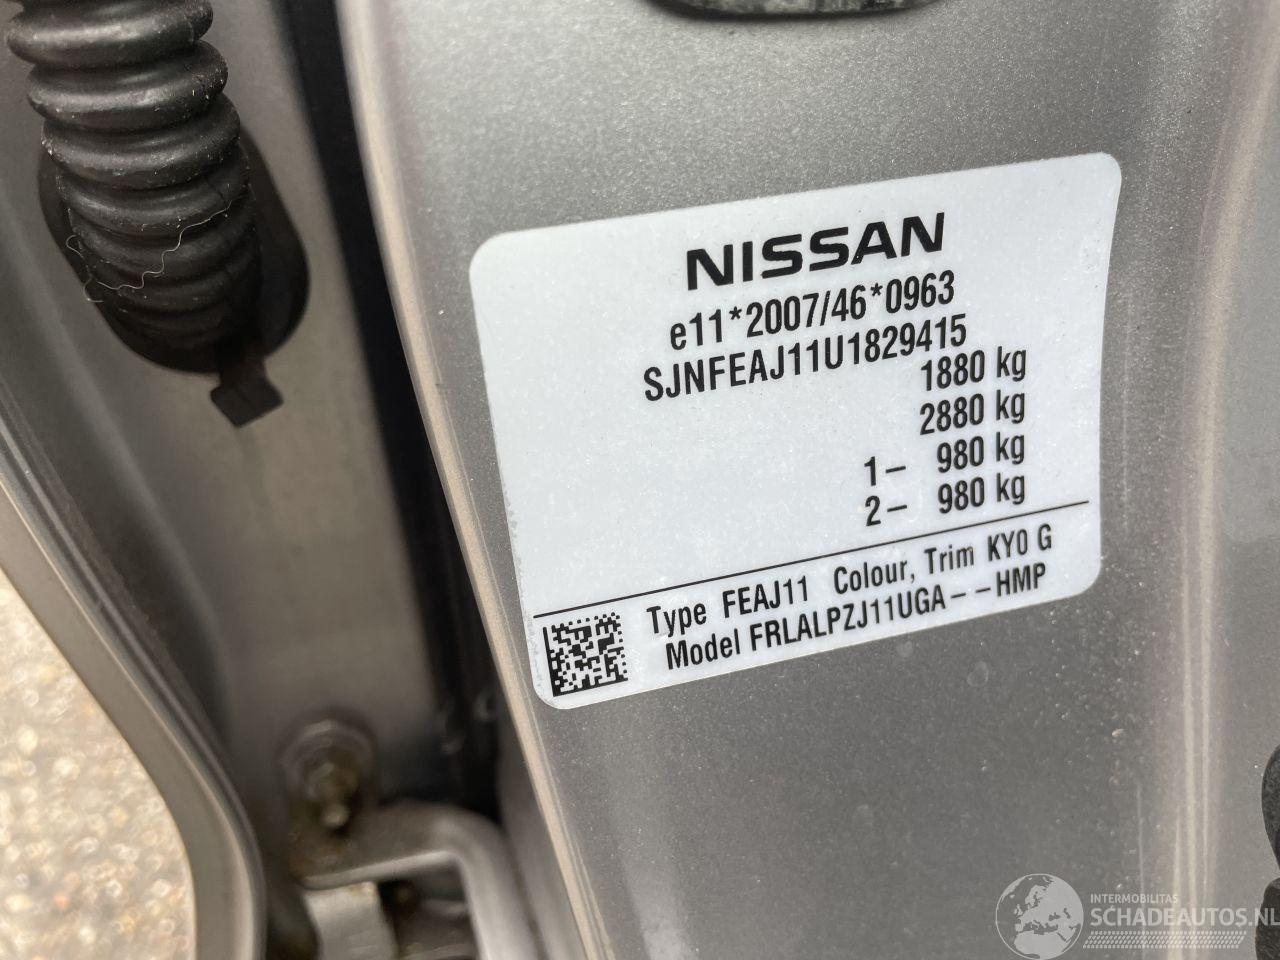 NISSAN
e11*2007/46*0963
SJNFEAJ11U1829415
1880 kg
2880 kg
1- 980 kg
2- 980 kg
Type FEAJ11 Colour, Trim KY0 G
Model FRLALPZJ11UGA--HMP
INTERMOBILITAS
SCHADEAUTOS.NL